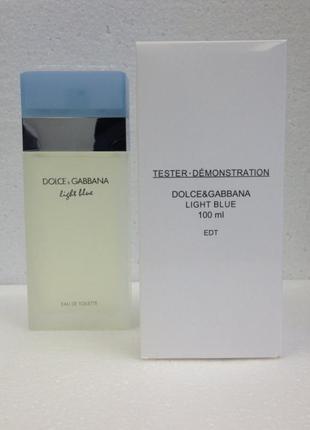 DOLCE & GABBANA
light blue
EAU DE TOILETTE
TESTER-DÉMONSTRATION
DOLCE&GABBANA
LIGHT BLUE
100 ml
EDT